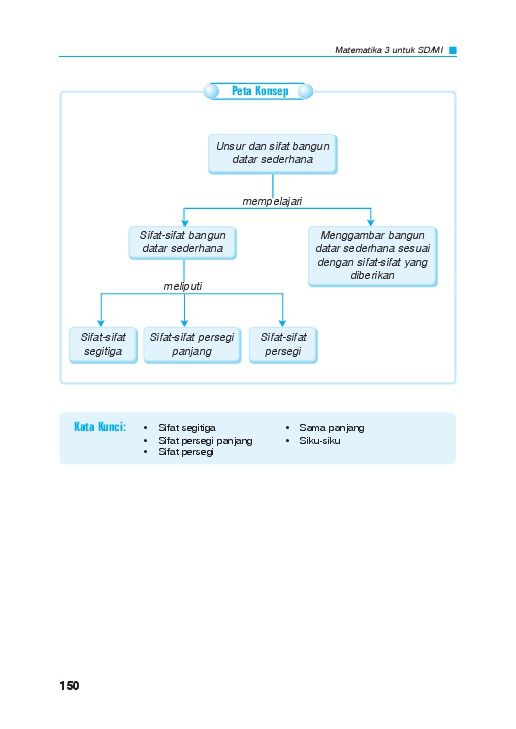 Matematika 3 untuk SD/MI
Peta Konsep
Unsur dan sifat bangun
datar sederhana
mempelajari
Sifat-sifat bangun
datar sederhana
Menggambar bangun
datar sederhana sesuai
dengan sifat-sifat yang
diberikan
meliputi
Sifat-sifat
segitiga
Sifat-sifat persegi
panjang
Sifat-sifat
persegi
Kata Kunci:
• Sifat segitiga
• Sifat persegi panjang
• Sifat persegi
• Sama panjang
• Siku-siku
150